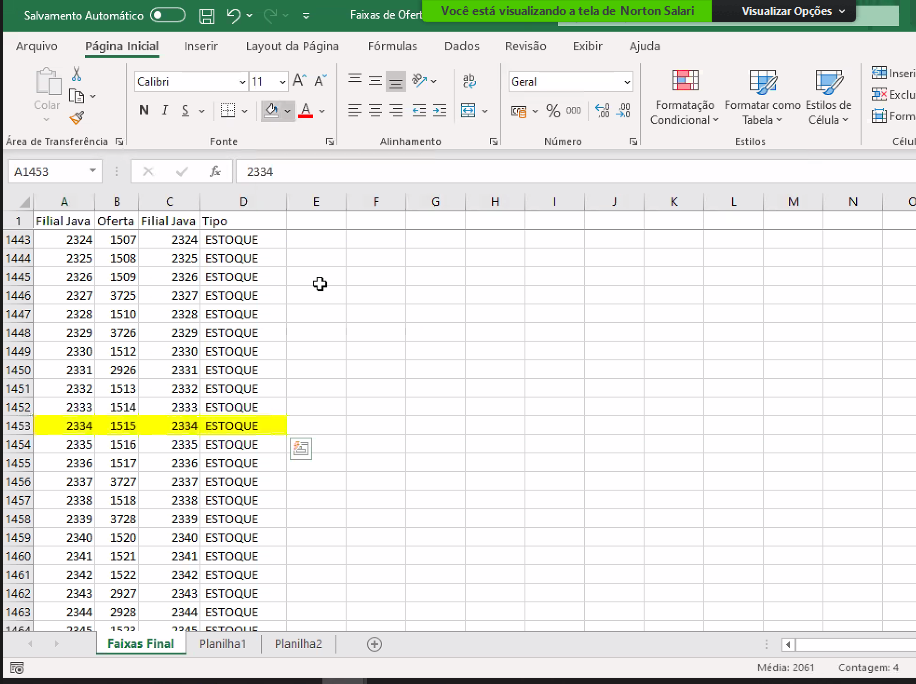 Salvamento Automático
Faixas de Ofert
Você está visualizando a tela de Norton Salari
Visualizar Opções
Arquivo Página Inicial Inserir Layout da Página Fórmulas Dados Revisão Exibir Ajuda
Colar
Calibri 11
Geral
Formatação Condicional
Formatar como Tabela
Estilos de Célula
Inseri
Exclu
Form
N I S
% 000
Área de Transferência Fonte Alinhamento Número Estilos Célul
A1453 fx 2334
A B C D E F G H I J K L M N O
1 Filial Java Oferta Filial Java Tipo
1443 2324 1507 2324 ESTOQUE
1444 2325 1508 2325 ESTOQUE
1445 2326 1509 2326 ESTOQUE
1446 2327 3725 2327 ESTOQUE
1447 2328 1510 2328 ESTOQUE
1448 2329 3726 2329 ESTOQUE
1449 2330 1512 2330 ESTOQUE
1450 2331 2926 2331 ESTOQUE
1451 2332 1513 2332 ESTOQUE
1452 2333 1514 2333 ESTOQUE
1453 2334 1515 2334 ESTOQUE
1454 2335 1516 2335 ESTOQUE
1455 2336 1517 2336 ESTOQUE
1456 2337 3727 2337 ESTOQUE
1457 2338 1518 2338 ESTOQUE
1458 2339 3728 2339 ESTOQUE
1459 2340 1520 2340 ESTOQUE
1460 2341 1521 2341 ESTOQUE
1461 2342 1522 2342 ESTOQUE
1462 2343 2927 2343 ESTOQUE
1463 2344 2928 2344 ESTOQUE
1464 2345 1523 2345 ESTOQUE
Faixas Final Planilha1 Planilha2
Média: 2061 Contagem: 4